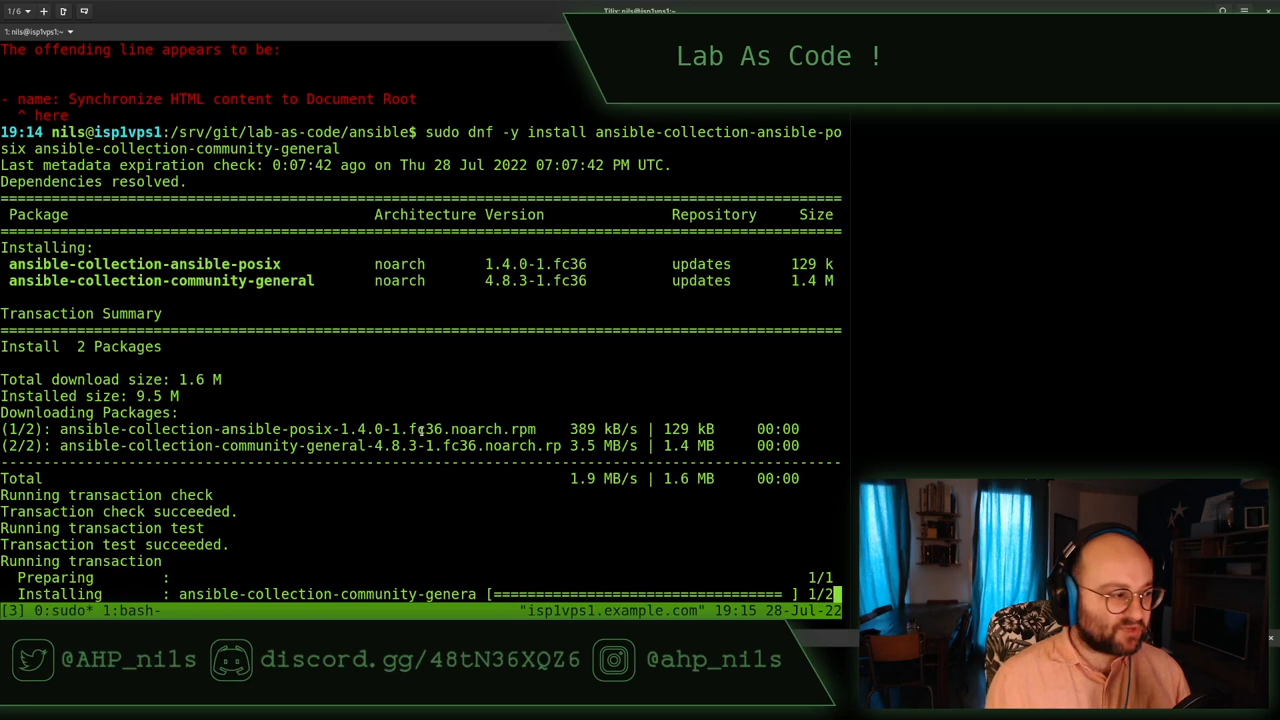 1/6
Tilix: nils@isp1vps1:~
1: nils@isp1vps1:~
Lab As Code !
The offending line appears to be:
- name: Synchronize HTML content to Document Root
^ here
19:14 nils@isp1vps1:/srv/git/lab-as-code/ansible$ sudo dnf -y install ansible-collection-ansible-po
six ansible-collection-community-general
Last metadata expiration check: 0:07:42 ago on Thu 28 Jul 2022 07:07:42 PM UTC.
Dependencies resolved.
================================================================================
Package Architecture Version Repository Size
================================================================================
Installing:
ansible-collection-ansible-posix noarch 1.4.0-1.fc36 updates 129 k
ansible-collection-community-general noarch 4.8.3-1.fc36 updates 1.4 M
Transaction Summary
================================================================================
Install 2 Packages
Total download size: 1.6 M
Installed size: 9.5 M
Downloading Packages:
(1/2): ansible-collection-ansible-posix-1.4.0-1.fc36.noarch.rpm 389 kB/s | 129 kB 00:00
(2/2): ansible-collection-community-general-4.8.3-1.fc36.noarch.rp 3.5 MB/s | 1.4 MB 00:00
--------------------------------------------------------------------------------
Total 1.9 MB/s | 1.6 MB 00:00
Running transaction check
Transaction check succeeded.
Running transaction test
Transaction test succeeded.
Running transaction
Preparing : 1/1
Installing : ansible-collection-community-genera [================================== ] 1/2
[3] 0:sudo* 1:bash- "isp1vps1.example.com" 19:15 28-Jul-22
@AHP_nils discord.gg/48tN36XQZ6 @ahp_nils